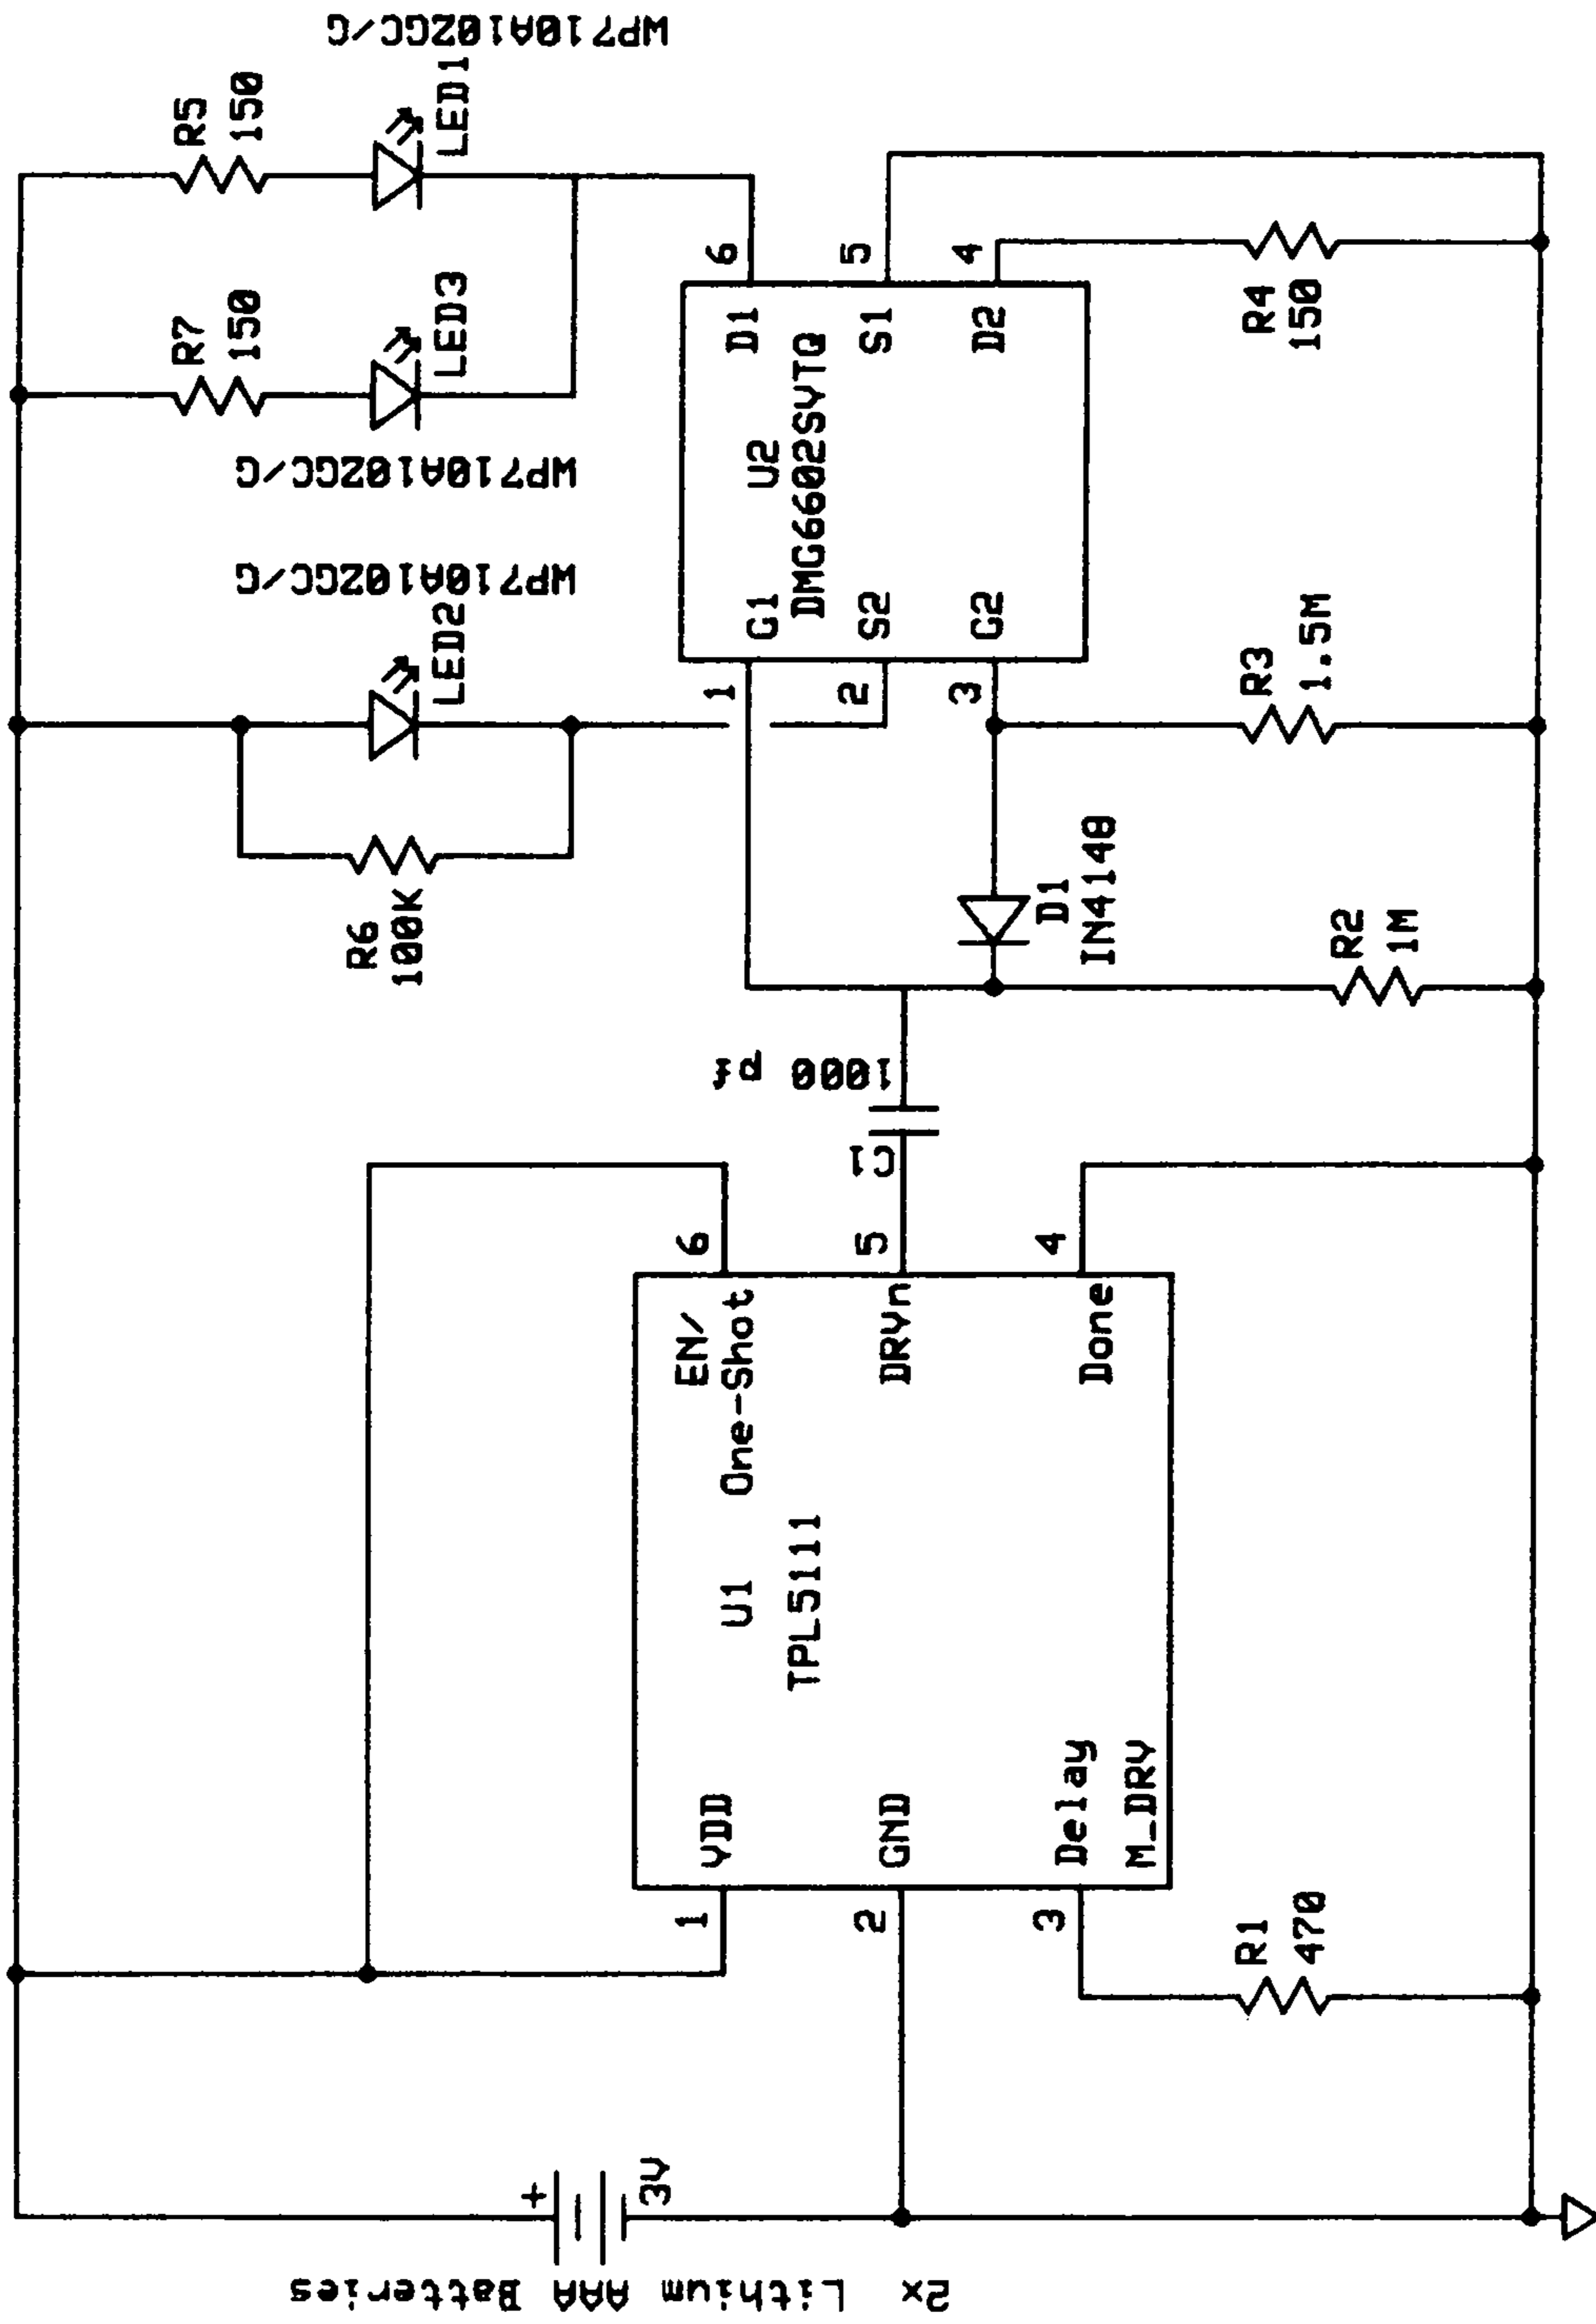 WP710A10ZGC/G
R5
150
LED1
R7
150
LED3
WP710A10ZGC/G
WP710A10ZGC/G
LED2
R6
100K
6
D1
5
S1
4
D2
U2
DMG6602SVTQ
G1
1
S2
2
G2
3
R4
150
R3
1.5M
D1
IN4148
R2
1M
1000 pf
C1
6
EN/
One-Shot
5
DRVn
4
Done
U1
TPL5111
VDD
1
GND
2
Delay
M_DRV
3
R1
470
+
3V
2x Lithium AAA Batteries